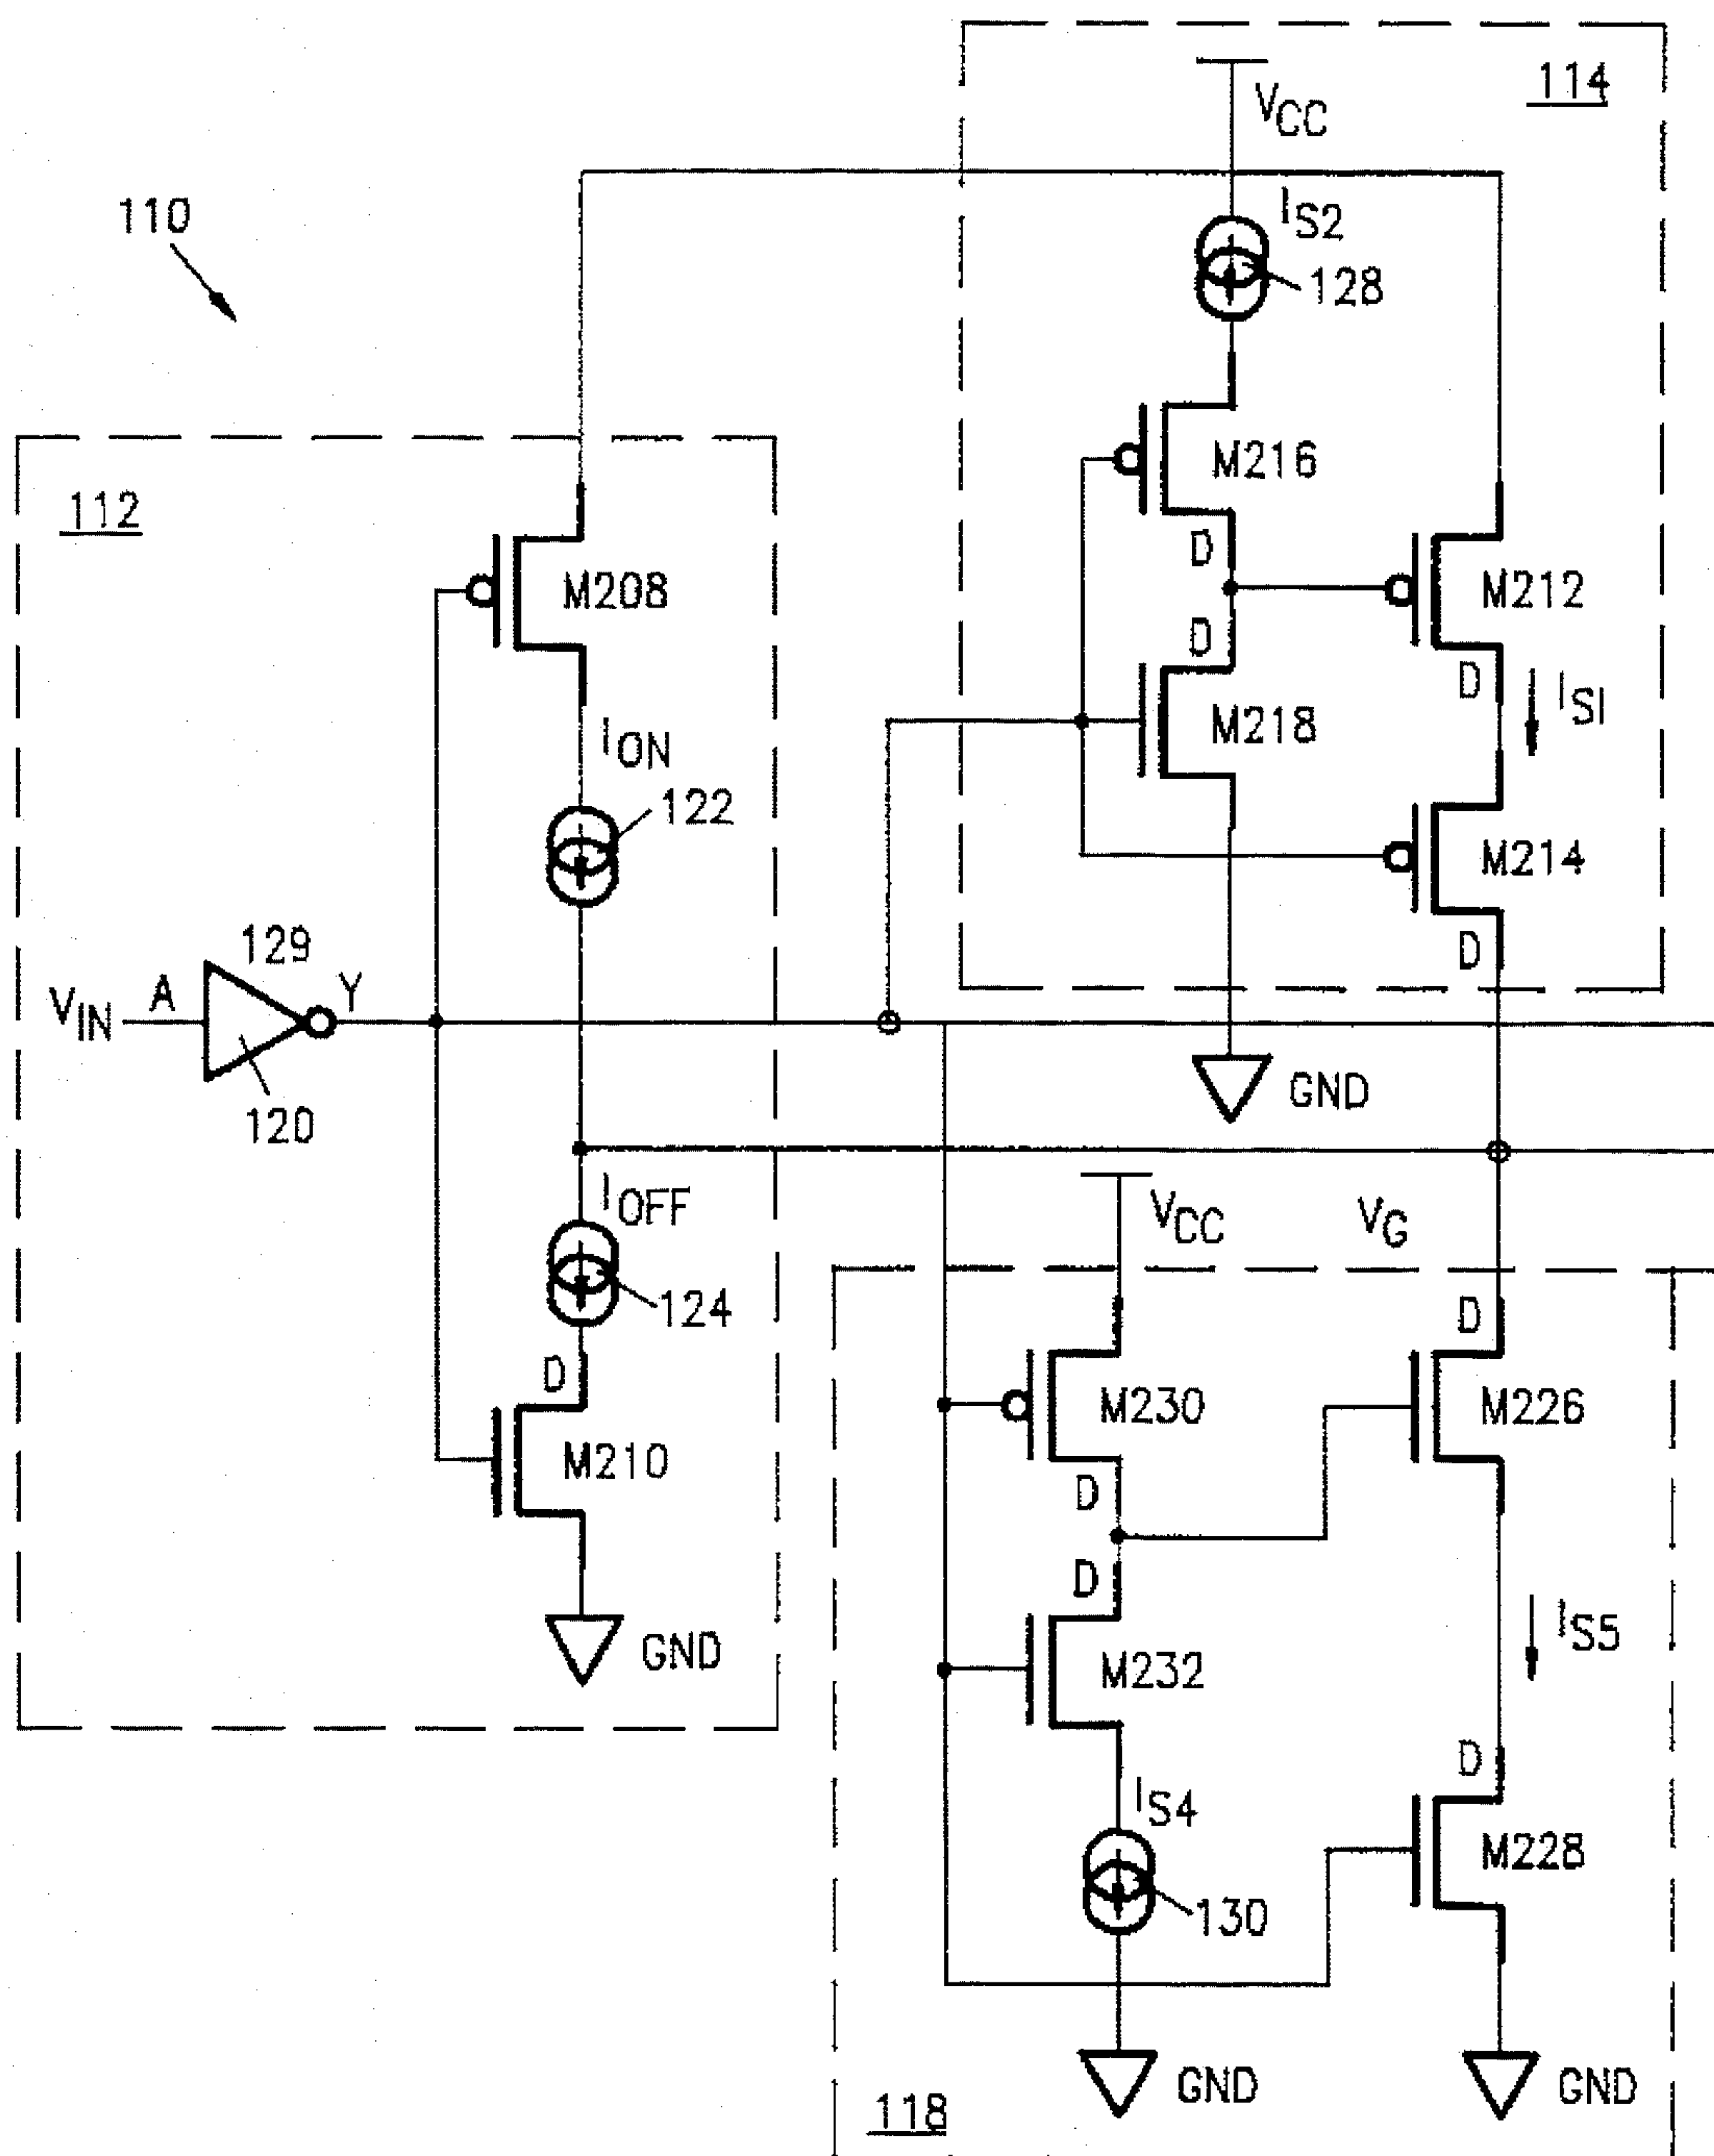 114
VCC
IS2
128
110
M216
112
D
M208
M212
D
D
ISI
M218
ION
122
M214
129
D
VIN
A
Y
120
GND
IOFF
VCC
VG
124
D
D
M230
M226
M210
D
D
IS5
GND
M232
D
IS4
M228
130
GND
GND
118